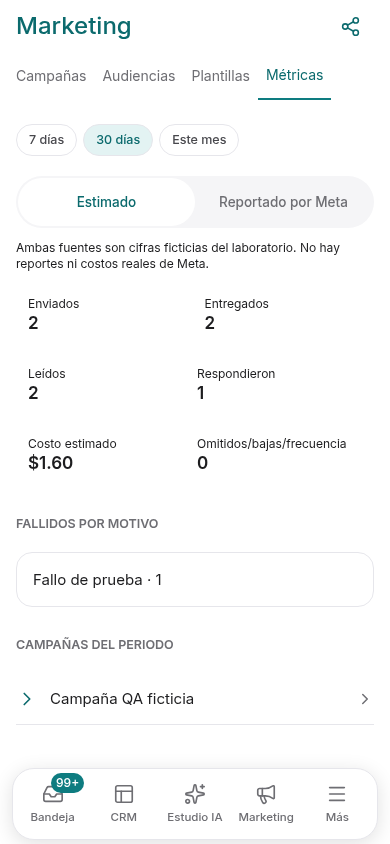 Marketing
Campañas Audiencias Plantillas Métricas
7 días 30 días Este mes
Estimado Reportado por Meta
Ambas fuentes son cifras ficticias del laboratorio. No hay
reportes ni costos reales de Meta.
Enviados Entregados
2 2
Leídos Respondieron
2 1
Costo estimado Omitidos/bajas/frecuencia
$1.60 0
FALLIDOS POR MOTIVO
Fallo de prueba · 1
CAMPAÑAS DEL PERIODO
Campaña QA ficticia
99+
Bandeja CRM Estudio IA Marketing Más